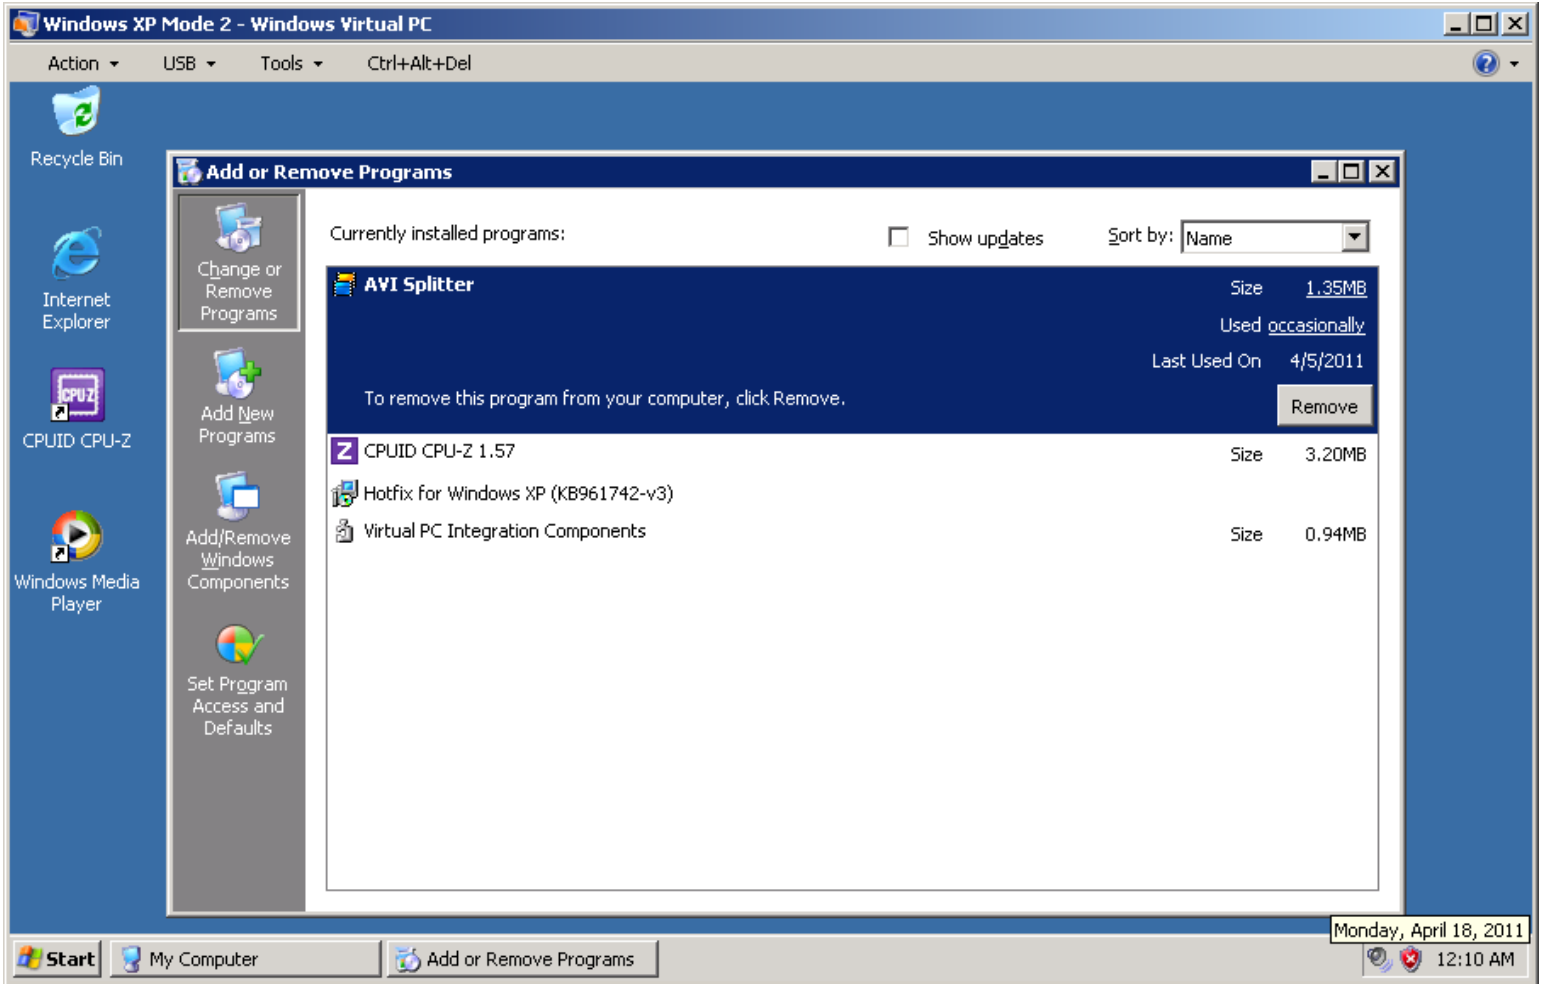 Windows XP Mode 2 - Windows Virtual PC
Action USB Tools Ctrl+Alt+Del
Recycle Bin
Internet
Explorer
CPUZ
CPUID CPU-Z
Windows Media
Player
Add or Remove Programs
Change or
Remove
Programs
Add New
Programs
Add/Remove
Windows
Components
Set Program
Access and
Defaults
Currently installed programs:
Show updates
Sort by: Name
AVI Splitter
Size 1.35MB
Used occasionally
Last Used On 4/5/2011
To remove this program from your computer, click Remove.
Remove
Z CPUID CPU-Z 1.57 Size 3.20MB
Hotfix for Windows XP (KB961742-v3)
Virtual PC Integration Components Size 0.94MB
Monday, April 18, 2011
Start My Computer Add or Remove Programs 12:10 AM